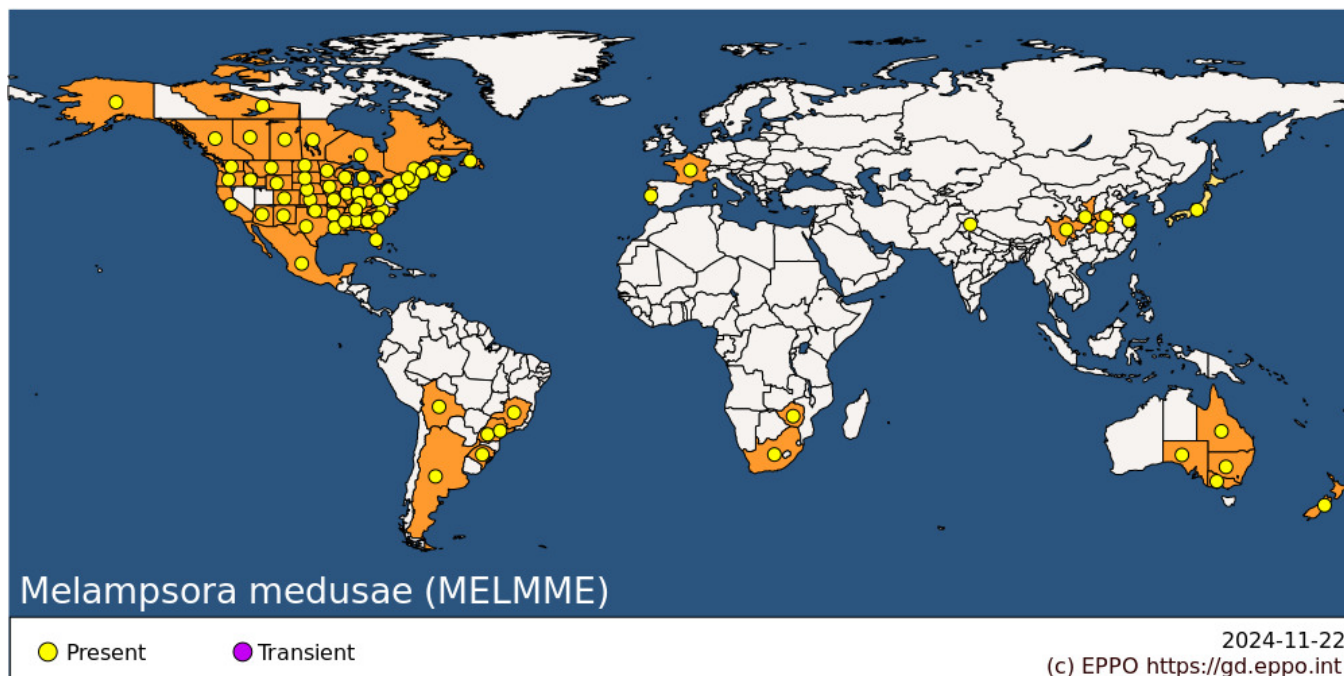 Melampsora medusae (MELMME)
Present
Transient
2024-11-22
(c) EPPO https://gd.eppo.int